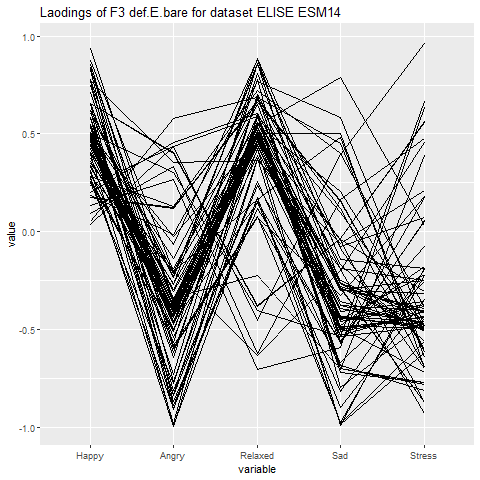 Laodings of F3 def.E.bare for dataset ELISE ESM14
1.0
0.5
0.0
-0.5
-1.0
value
Happy Angry Relaxed Sad Stress
variable